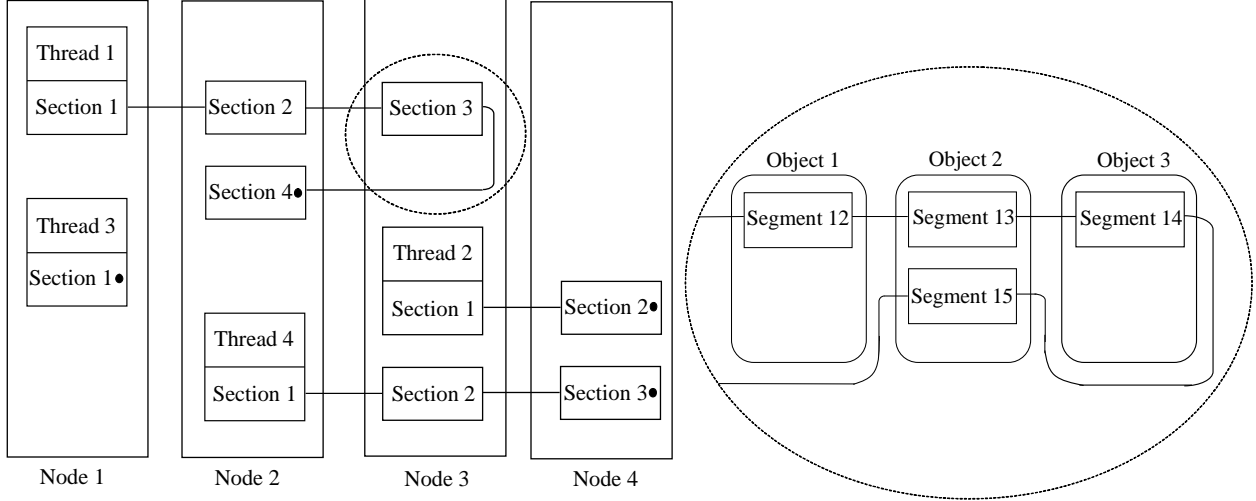 Thread 1
Section 1
Section 2
Section 3
Section 4
Thread 3
Section 1
Thread 2
Section 1
Section 2
Thread 4
Section 1
Section 2
Section 3
Node 1
Node 2
Node 3
Node 4
Object 1
Object 2
Object 3
Segment 12
Segment 13
Segment 14
Segment 15